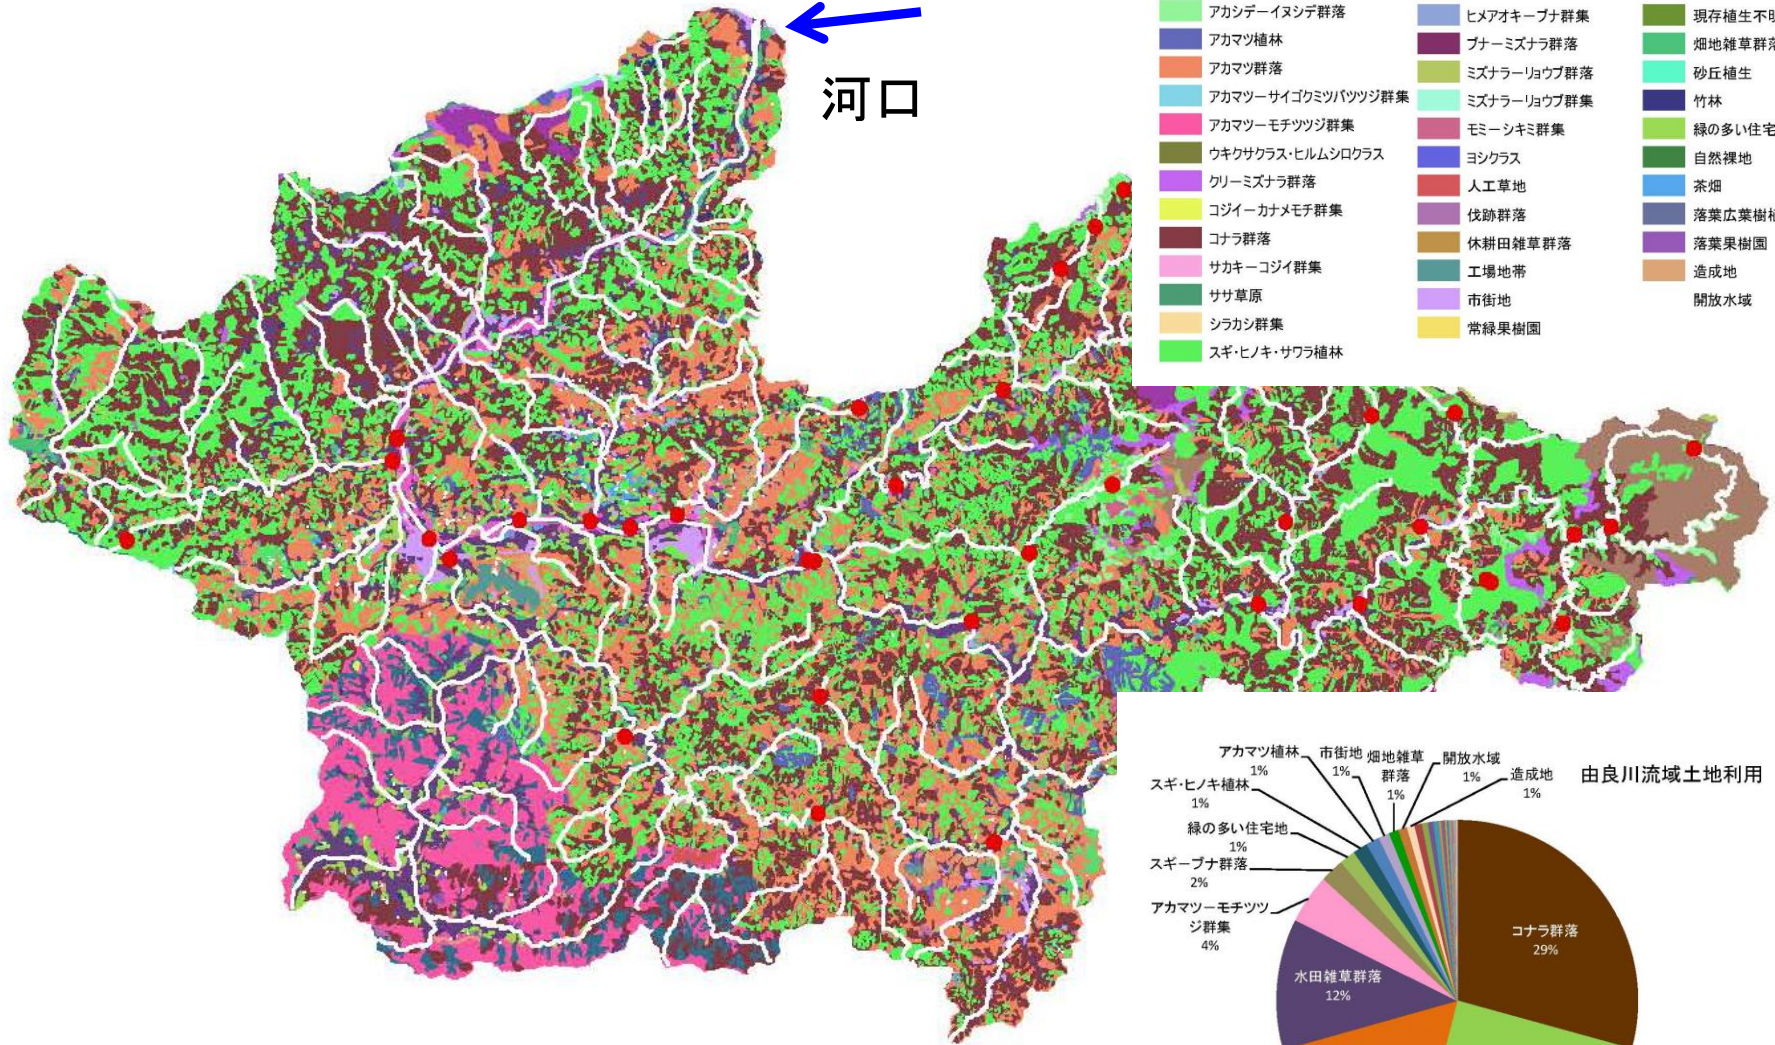 河口
アカシデーイヌシデ群落
アカマツ植林
アカマツ群落
アカマツーサイゴクミツバツツジ群集
アカマツーモチツツジ群集
ウキクサクラス・ヒルムシロクラス
クリーミズナラ群落
コジイーカナメモチ群集
コナラ群落
サカキーコジイ群集
ササ草原
シラカシ群集
スギ・ヒノキ・サワラ植林
ヒメアオキーブナ群集
ブナーミズナラ群落
ミズナラーリョウブ群落
ミズナラーリョウブ群集
モミーシキミ群集
ヨシクラス
人工草地
伐跡群落
休耕田雑草群落
工場地帯
市街地
常緑果樹園
現存植生不明
畑地雑草群落
砂丘植生
竹林
緑の多い住宅
自然裸地
茶畑
落葉広葉樹植
落葉果樹園
造成地
開放水域
由良川流域土地利用
アカマツ植林
1%
市街地
1%
畑地雑草
群落
1%
開放水域
1%
造成地
1%
スギ・ヒノキ植林
1%
緑の多い住宅地
1%
スギーブナ群落
2%
アカマツーモチツツ
ジ群集
4%
水田雑草群落
12%
コナラ群落
29%